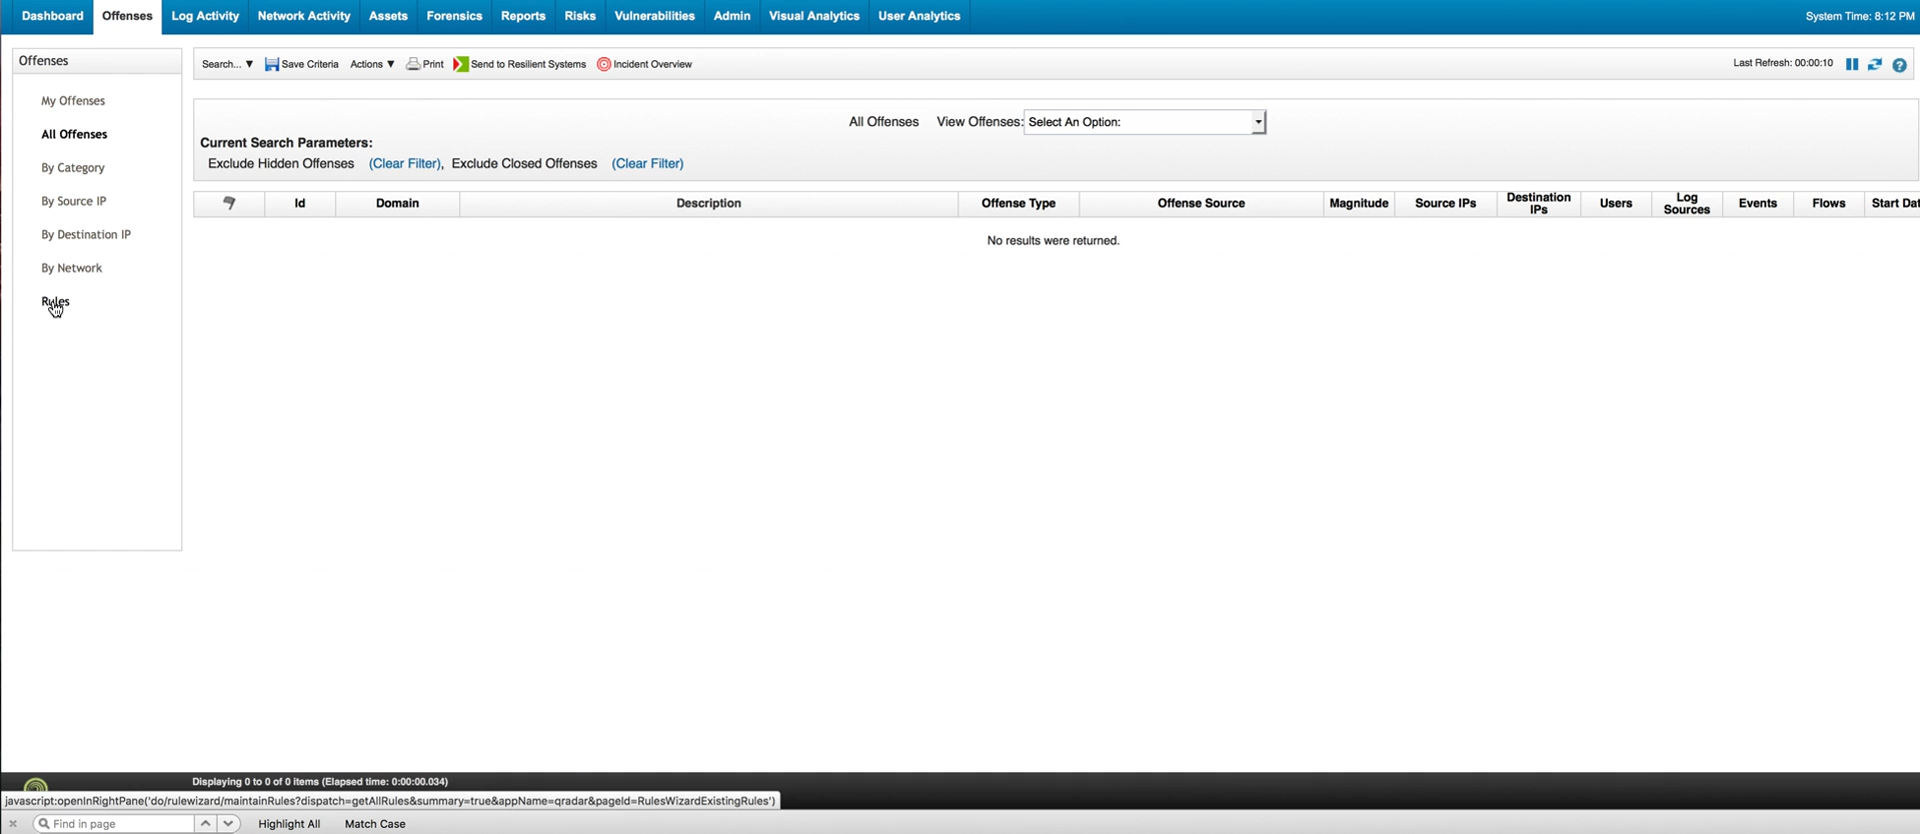 Dashboard Offenses Log Activity Network Activity Assets Forensics Reports Risks Vulnerabilities Admin Visual Analytics User Analytics System Time: 8:12 PM
Offenses
My Offenses
All Offenses
By Category
By Source IP
By Destination IP
By Network
Rules
Search... ▼ Save Criteria Actions ▼ Print Send to Resilient Systems Incident Overview Last Refresh: 00:00:10
All Offenses View Offenses: Select An Option:
Current Search Parameters:
Exclude Hidden Offenses (Clear Filter), Exclude Closed Offenses (Clear Filter)
Id Domain Description Offense Type Offense Source Magnitude Source IPs Destination IPs Users Log Sources Events Flows Start Dat
No results were returned.
Displaying 0 to 0 of 0 items (Elapsed time: 0:00:00.034)
javascript:openInRightPane('do/rulewizard/maintainRules?dispatch=getAllRules&summary=true&appName=qradar&pageId=RulesWizardExistingRules')
Find in page Highlight All Match Case